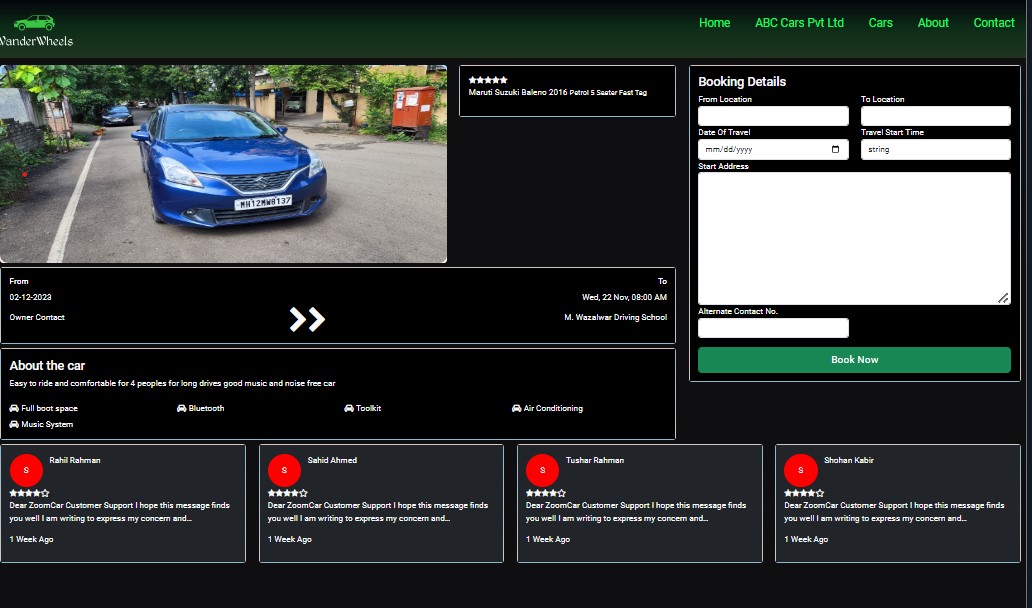 WanderWheels
Home ABC Cars Pvt Ltd Cars About Contact
MH12MW8137
Maruti Suzuki Baleno 2016 Petrol 5 Seater Fast Tag
Booking Details
From Location To Location
Date Of Travel Travel Start Time
mm/dd/yyyy string
Start Address
Alternate Contact No.
Book Now
From To
02-12-2023 Wed, 22 Nov, 08:00 AM
Owner Contact M. Wazalwar Driving School
About the car
Easy to ride and comfortable for 4 peoples for long drives good music and noise free car
Full boot space Bluetooth Toolkit Air Conditioning
Music System
S Rahil Rahman
Dear ZoomCar Customer Support I hope this message finds
you well I am writing to express my concern and...
1 Week Ago
S Sahid Ahmed
Dear ZoomCar Customer Support I hope this message finds
you well I am writing to express my concern and...
1 Week Ago
S Tushar Rahman
Dear ZoomCar Customer Support I hope this message finds
you well I am writing to express my concern and...
1 Week Ago
S Shohan Kabir
Dear ZoomCar Customer Support I hope this message finds
you well I am writing to express my concern and...
1 Week Ago